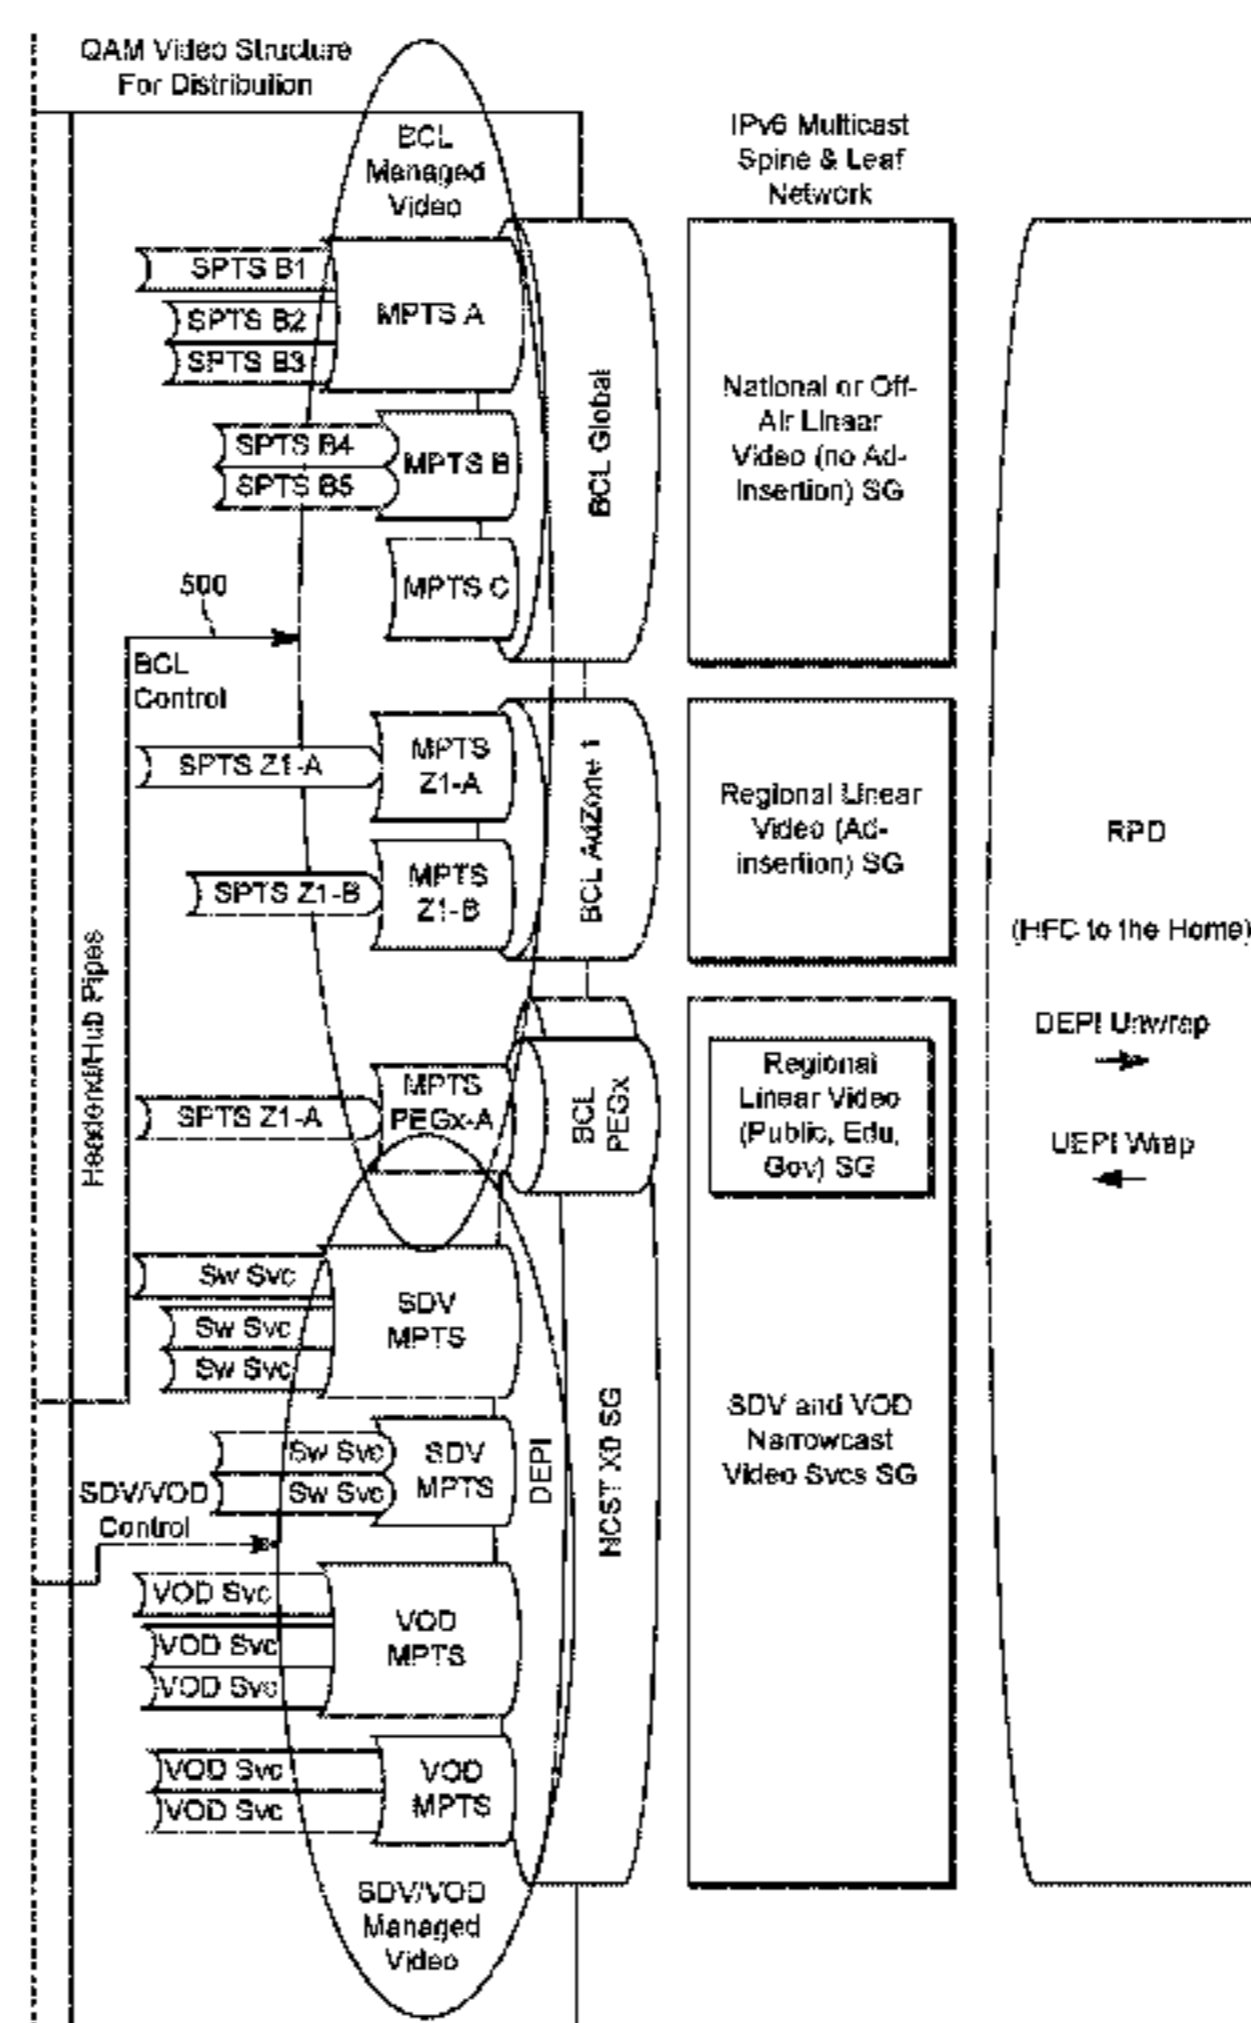 QAM Video Structure
For Distribution
BCL
Managed
Video
IPv6 Multicast
Spine & Leaf
Network
SPTS B1
SPTS B2
SPTS B3
MPTS A
SPTS B4
SPTS B5
MPTS B
MPTS C
BCL Global
National or Off-
Air Linear
Video (no Ad-
Insertion) SG
500
BCL
Control
SPTS Z1-A
MPTS
Z1-A
SPTS Z1-B
MPTS
Z1-B
BCL AdZone 1
Regional Linear
Video (Ad-
insertion) SG
RPD
(HFC to the Home)
DEPI Unwrap
UEPI Wrap
Headend/Hub Pipes
SPTS Z1-A
MPTS
PEGx-A
BCL
PEGx
Regional
Linear Video
(Public, Edu,
Gov) SG
Sw Svc
Sw Svc
Sw Svc
SDV
MPTS
Sw Svc
Sw Svc
SDV
MPTS
DEPI
NCST XD SG
SDV and VOD
Narrowcast
Video Svcs SG
SDV/VOD
Control
VOD Svc
VOD Svc
VOD Svc
VOD
MPTS
VOD Svc
VOD Svc
VOD
MPTS
SDV/VOD
Managed
Video